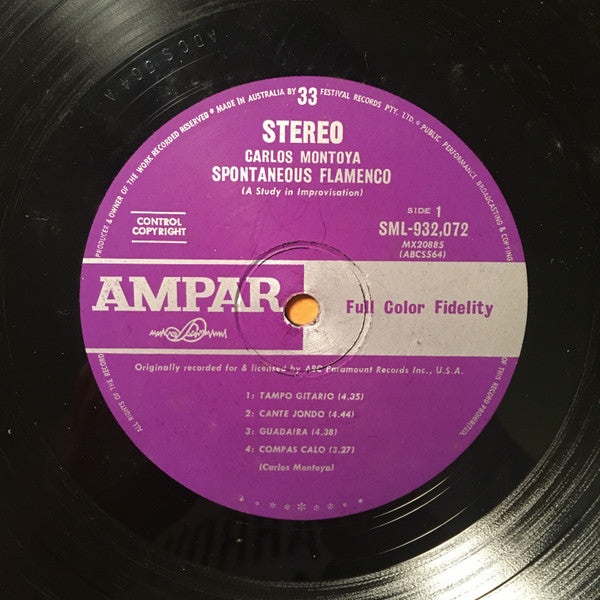 ABCS 564 A
PRODUCER & OWNER OF THE WORK RECORDED RESERVED ★ MADE IN AUSTRALIA BY 33 FESTIVAL RECORDS PTY. LTD. ★ PUBLIC PERFORMANCE BROADCASTING & COPYING
STEREO
CARLOS MONTOYA
SPONTANEOUS FLAMENCO
(A Study in Improvisation)
SIDE 1
SML-932,072
MX20885
(ABCS564)
CONTROL
COPYRIGHT
AMPAR
Full Color Fidelity
Originally recorded for & licensed by ABC Paramount Records Inc., U.S.A.
1: TAMPO GITARIO (4.35)
2: CANTE JONDO (4.44)
3: GUADAIRA (4.38)
4: COMPAS CALO (3.27)
(Carlos Montoya)
ALL RIGHTS OF THE RECORD
OF THIS RECORD PROHIBITED.